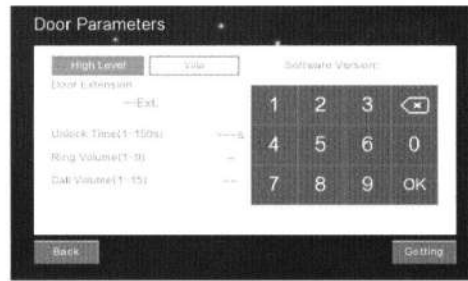 Door Parameters
High Level
Villa
Software Version:
Door Extension
---Ext.
Unlock Time(1~150s) ---s
Ring Volume(1~9) --
Call Volume(1~15) --
1 2 3
4 5 6 0
7 8 9 OK
Back
Getting